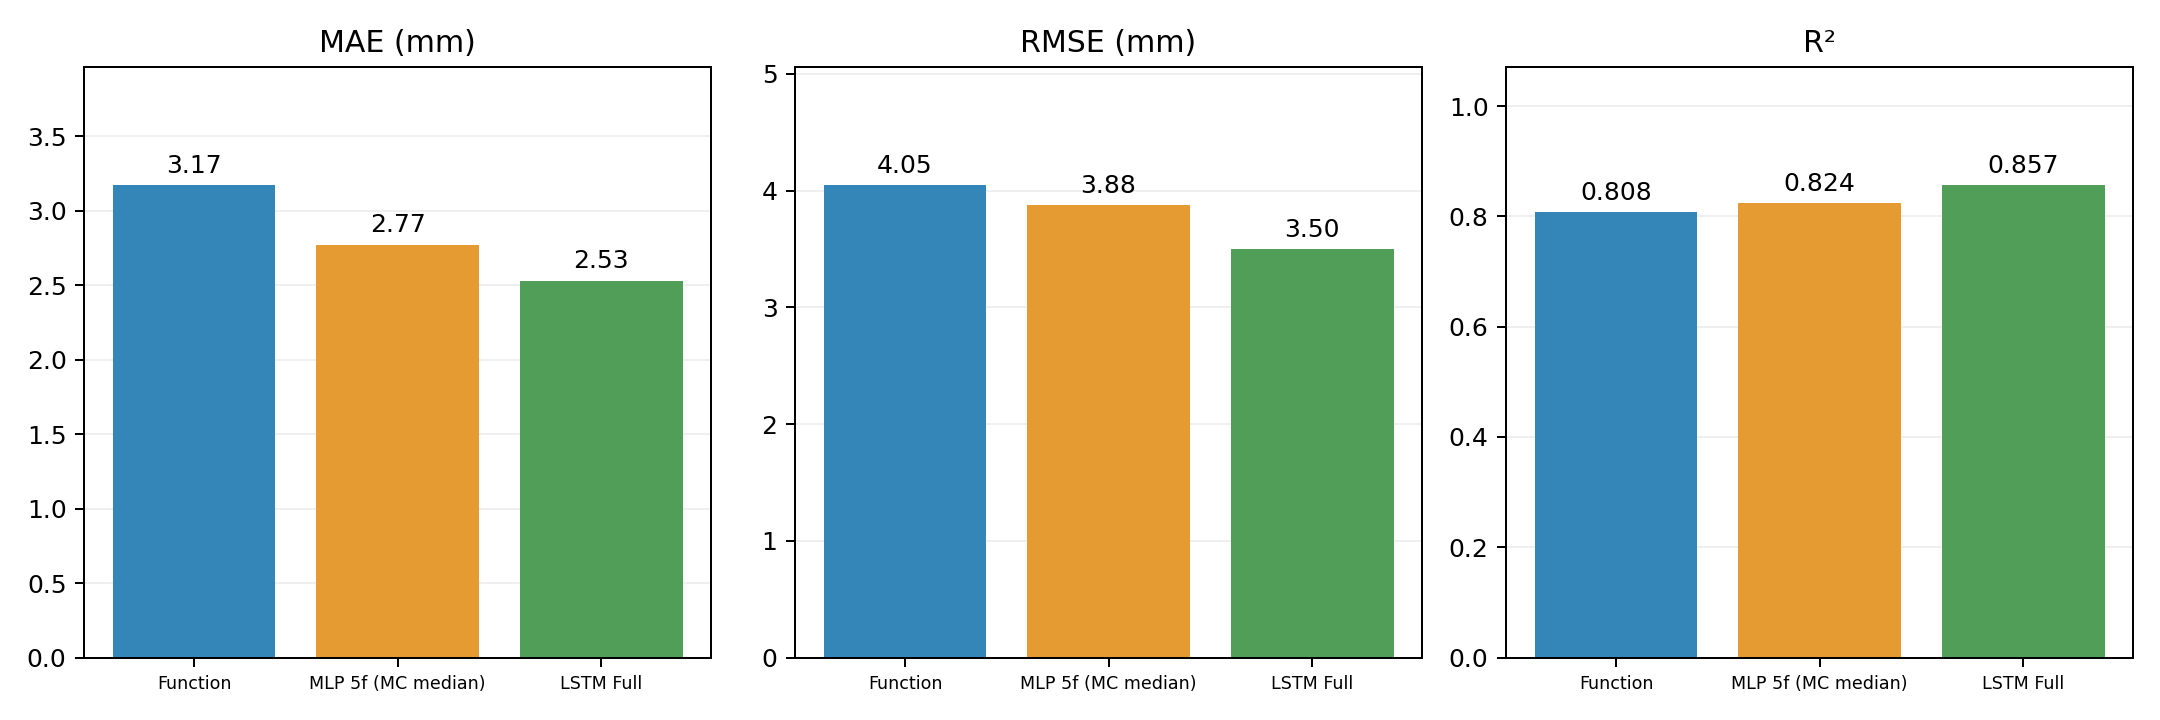 MAE (mm)
3.5
3.0
2.5
2.0
1.5
1.0
0.5
0.0
3.17
2.77
2.53
Function
MLP 5f (MC median)
LSTM Full
RMSE (mm)
5
4
3
2
1
0
4.05
3.88
3.50
Function
MLP 5f (MC median)
LSTM Full
R²
1.0
0.8
0.6
0.4
0.2
0.0
0.808
0.824
0.857
Function
MLP 5f (MC median)
LSTM Full